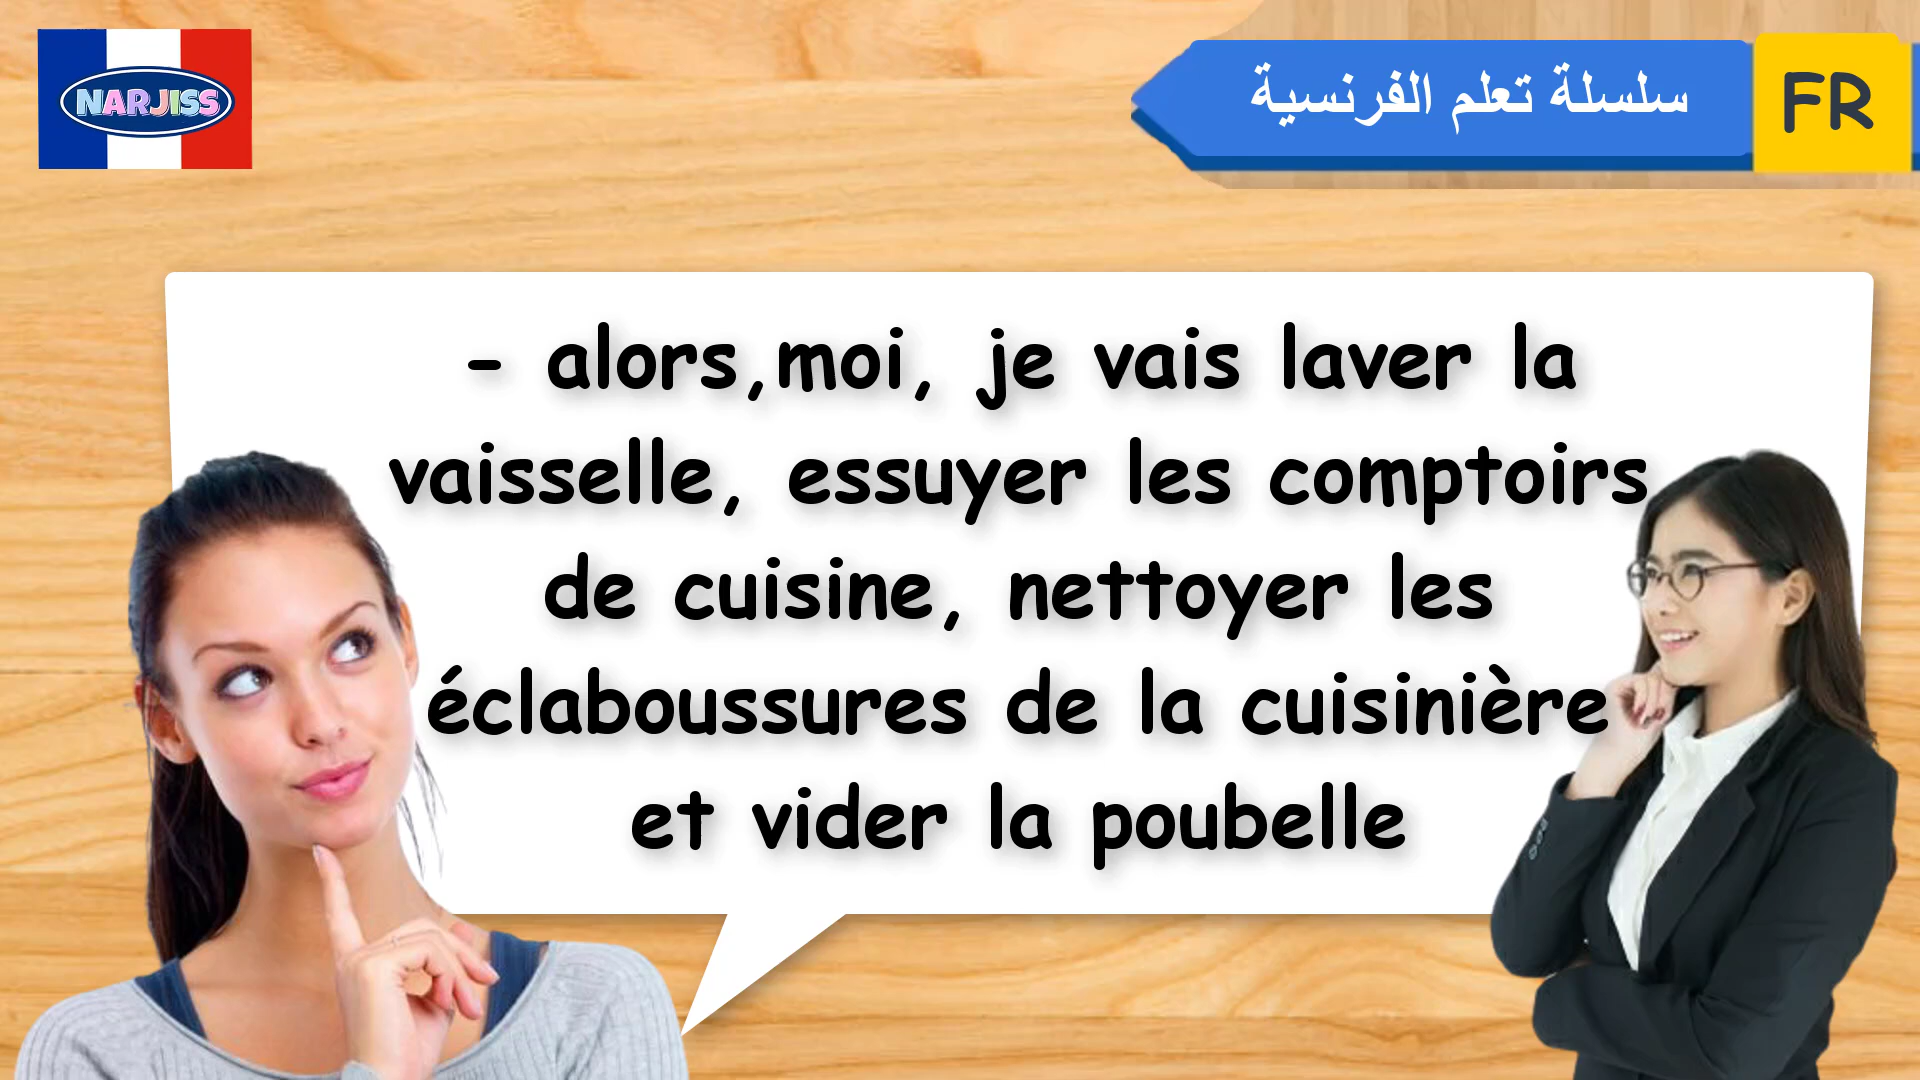 NARJISS
سلسلة تعلم الفرنسية
FR
- alors,moi, je vais laver la
vaisselle, essuyer les comptoirs
de cuisine, nettoyer les
éclaboussures de la cuisinière
et vider la poubelle